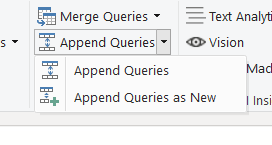 Merge Queries
Text Analyti
Append Queries
Vision
Append Queries
Append Queries as New